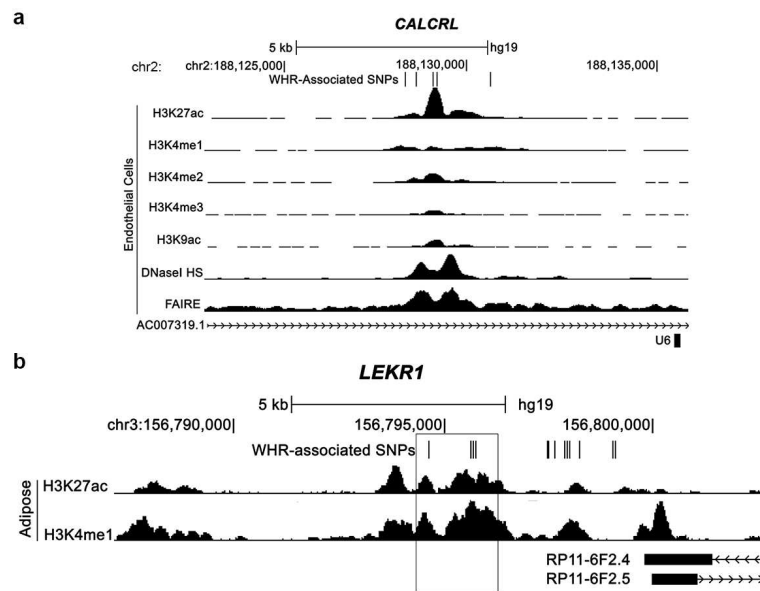 a
CALCRL
5 kb hg19
chr2: chr2:188,125,000 188,130,000 188,135,000
WHR-Associated SNPs
Endothelial Cells
H3K27ac
H3K4me1
H3K4me2
H3K4me3
H3K9ac
DNaseI HS
FAIRE
AC007319.1
U6
b
LEKR1
5 kb hg19
chr3:156,790,000 156,795,000 156,800,000
WHR-associated SNPs
Adipose
H3K27ac
H3K4me1
RP11-6F2.4
RP11-6F2.5